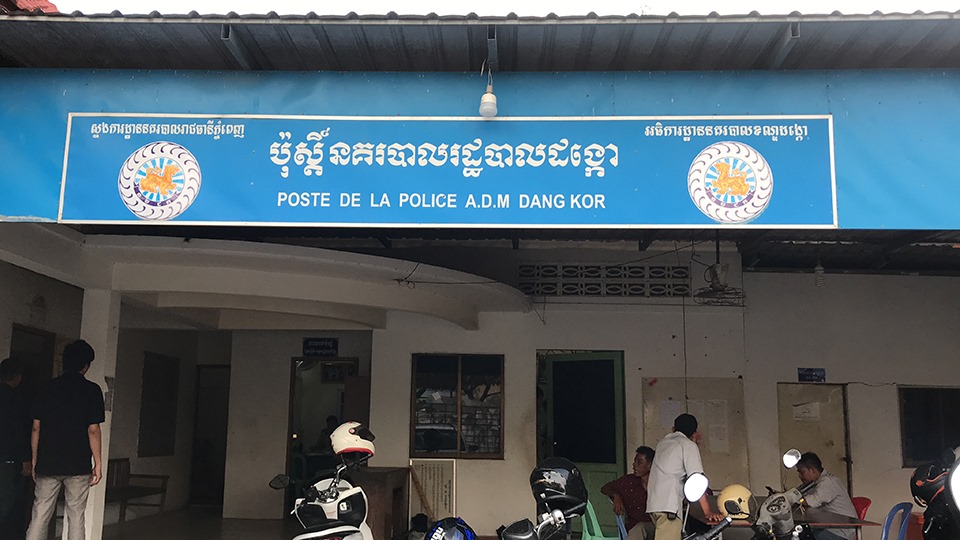 ស្នងការដ្ឋាននគរបាលរាជធានីភ្នំពេញ
អធិការដ្ឋាននគរបាលខណ្ឌដង្កោ
ប៉ុស្តិ៍នគរបាលរដ្ឋបាលដង្កោ
POSTE DE LA POLICE A.D.M DANG KOR